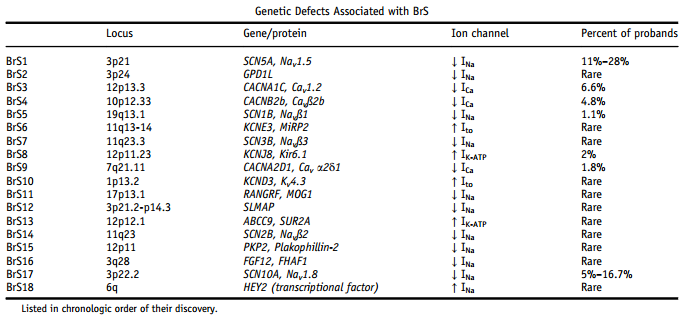 Genetic Defects Associated with BrS
Locus Gene/protein Ion channel Percent of probands
BrS1 3p21 SCN5A, Nav1.5 ↓ INa 11%–28%
BrS2 3p24 GPD1L ↓ INa Rare
BrS3 12p13.3 CACNA1C, Cav1.2 ↓ ICa 6.6%
BrS4 10p12.33 CACNB2b, Cavß2b ↓ ICa 4.8%
BrS5 19q13.1 SCN1B, Navß1 ↓ INa 1.1%
BrS6 11q13-14 KCNE3, MiRP2 ↑ Ito Rare
BrS7 11q23.3 SCN3B, Navß3 ↓ INa Rare
BrS8 12p11.23 KCNJ8, Kir6.1 ↑ IK-ATP 2%
BrS9 7q21.11 CACNA2D1, Cav α2δ1 ↓ ICa 1.8%
BrS10 1p13.2 KCND3, Kv4.3 ↑ Ito Rare
BrS11 17p13.1 RANGRF, MOG1 ↓ INa Rare
BrS12 3p21.2-p14.3 SLMAP ↓ INa Rare
BrS13 12p12.1 ABCC9, SUR2A ↑ IK-ATP Rare
BrS14 11q23 SCN2B, Navß2 ↓ INa Rare
BrS15 12p11 PKP2, Plakophillin-2 ↓ INa Rare
BrS16 3q28 FGF12, FHAF1 ↓ INa Rare
BrS17 3p22.2 SCN10A, Nav1.8 ↓ INa 5%–16.7%
BrS18 6q HEY2 (transcriptional factor) ↑ INa Rare
Listed in chronologic order of their discovery.